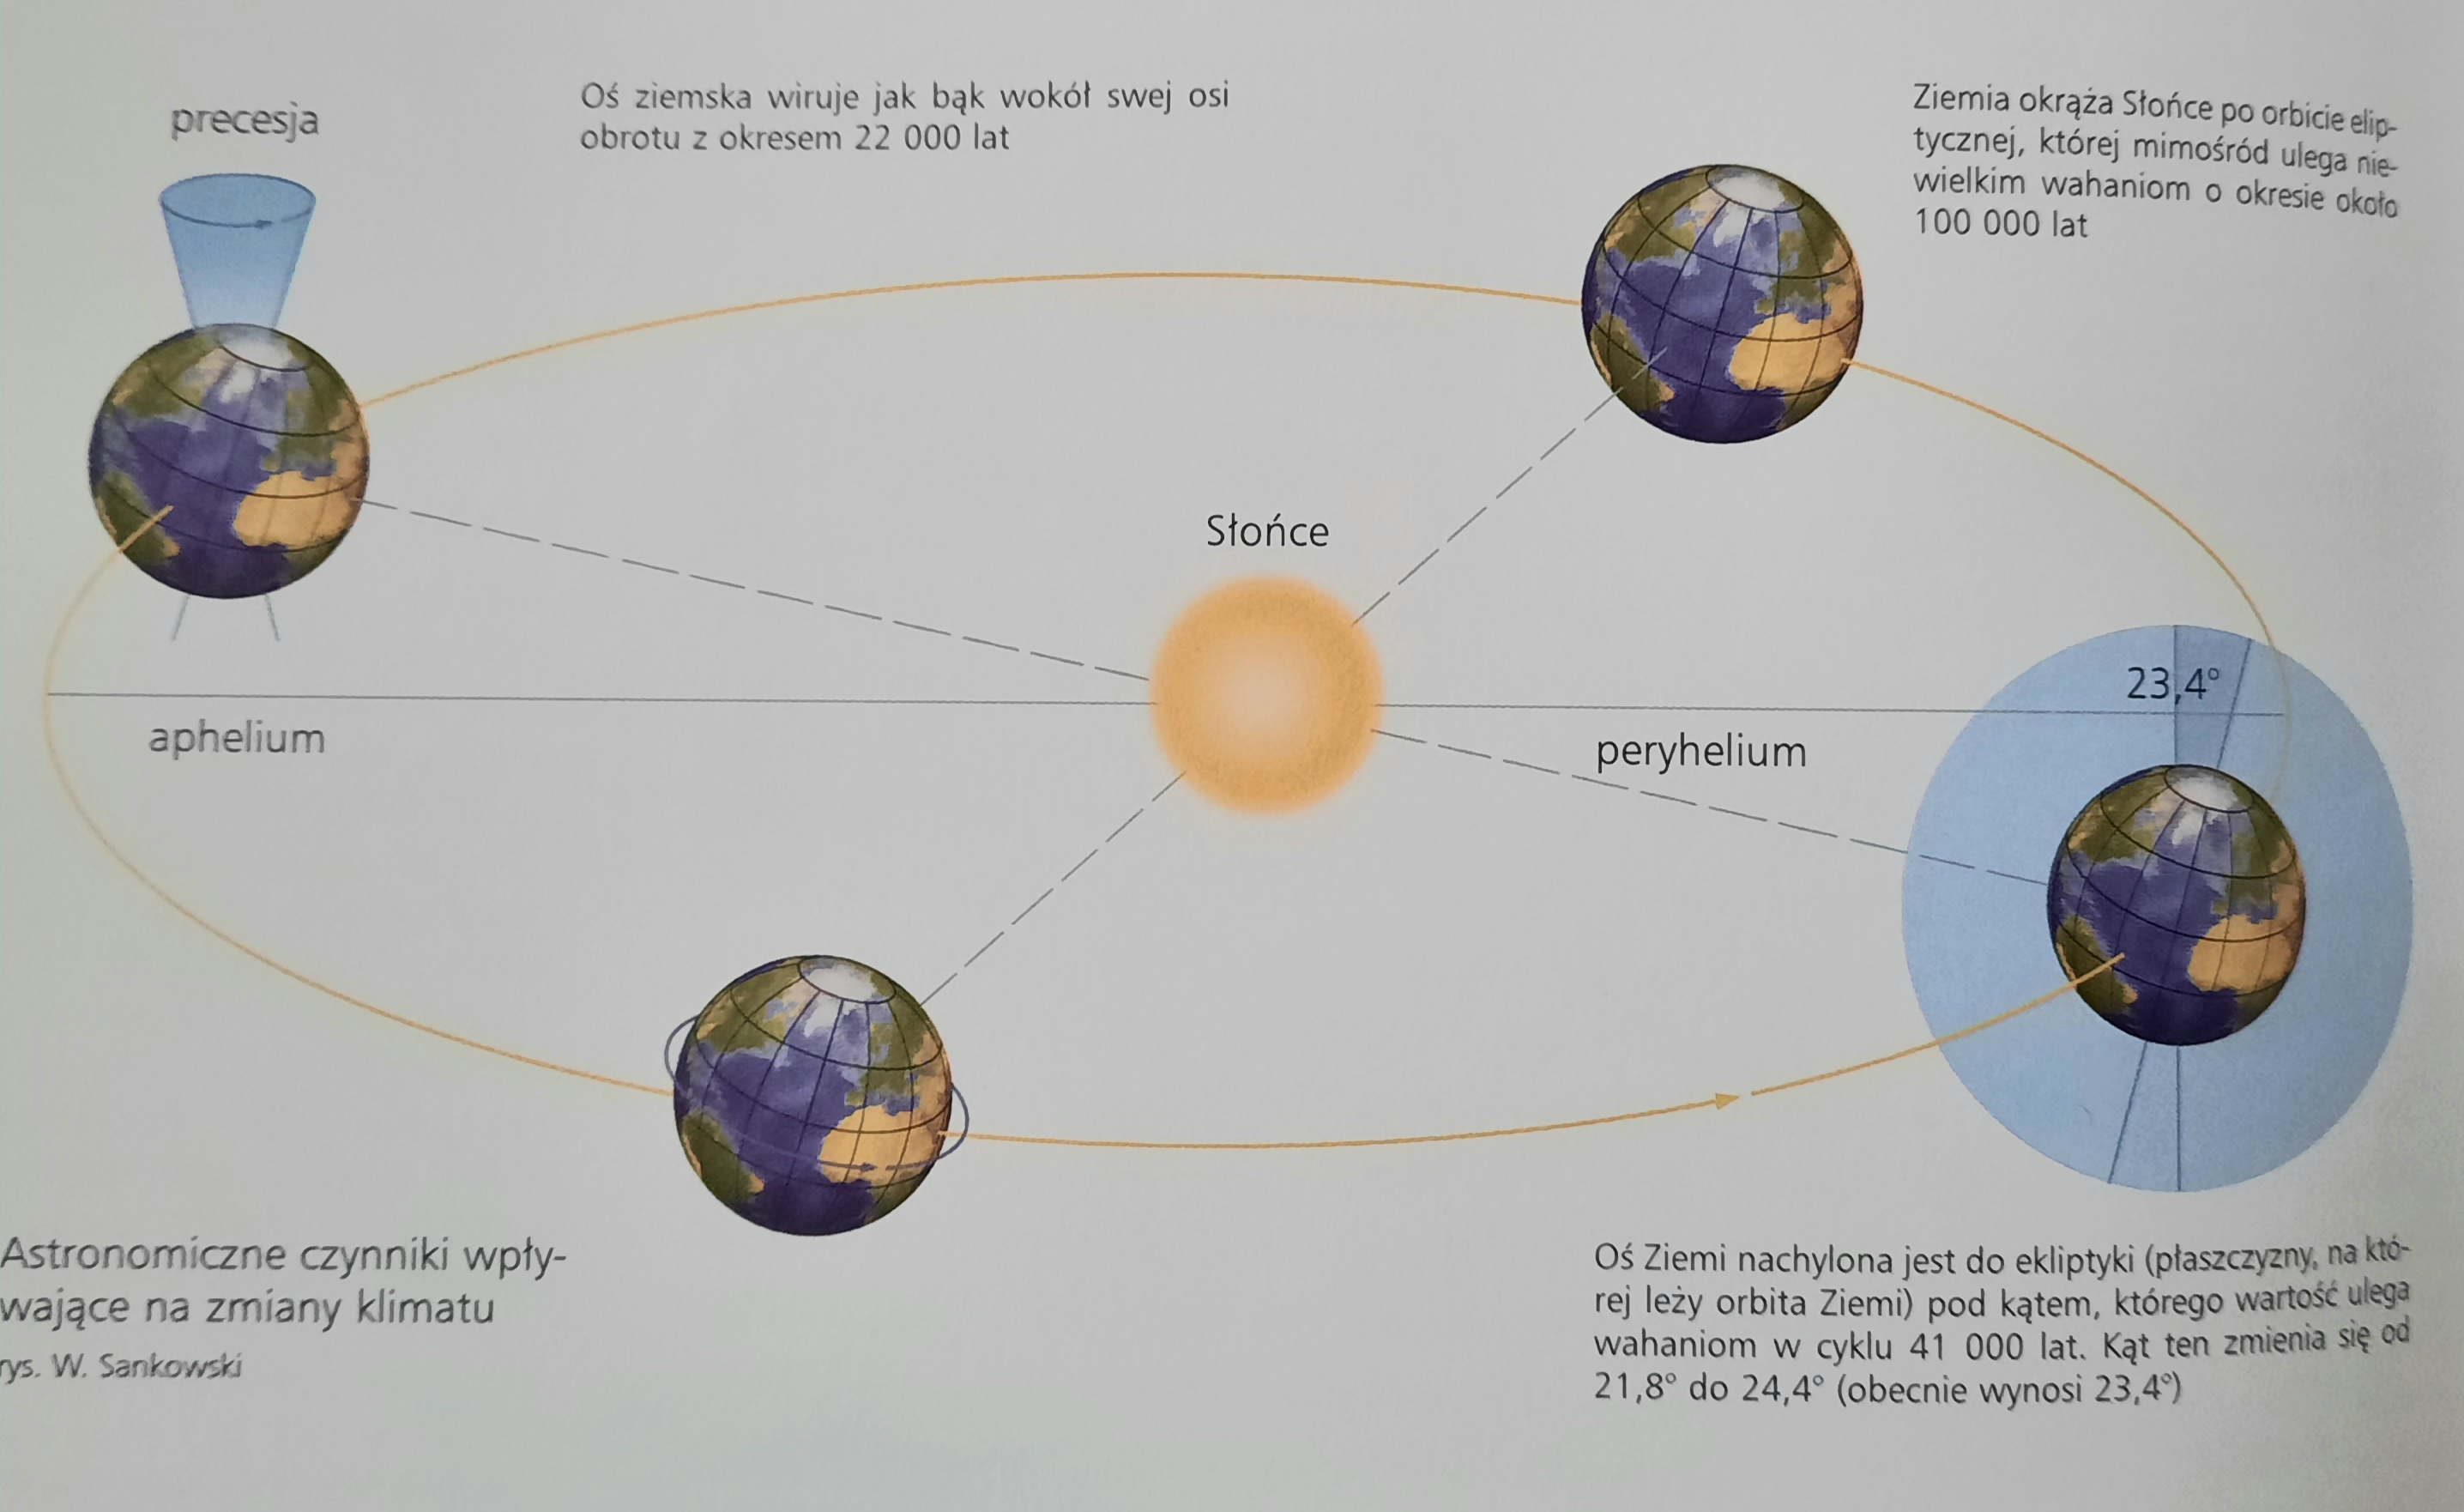 precesja
Oś ziemska wiruje jak bąk wokół swej osi
obrotu z okresem 22 000 lat
Ziemia okrąża Słońce po orbicie elip-
tycznej, której mimośród ulega nie-
wielkim wahaniom o okresie około
100 000 lat
Słońce
23,4°
aphelium
peryhelium
Astronomiczne czynniki wpły-
wające na zmiany klimatu
rys. W. Sankowski
Oś Ziemi nachylona jest do ekliptyki (płaszczyzny, na któ-
rej leży orbita Ziemi) pod kątem, którego wartość ulega
wahaniom w cyklu 41 000 lat. Kąt ten zmienia się od
21,8° do 24,4° (obecnie wynosi 23,4°)